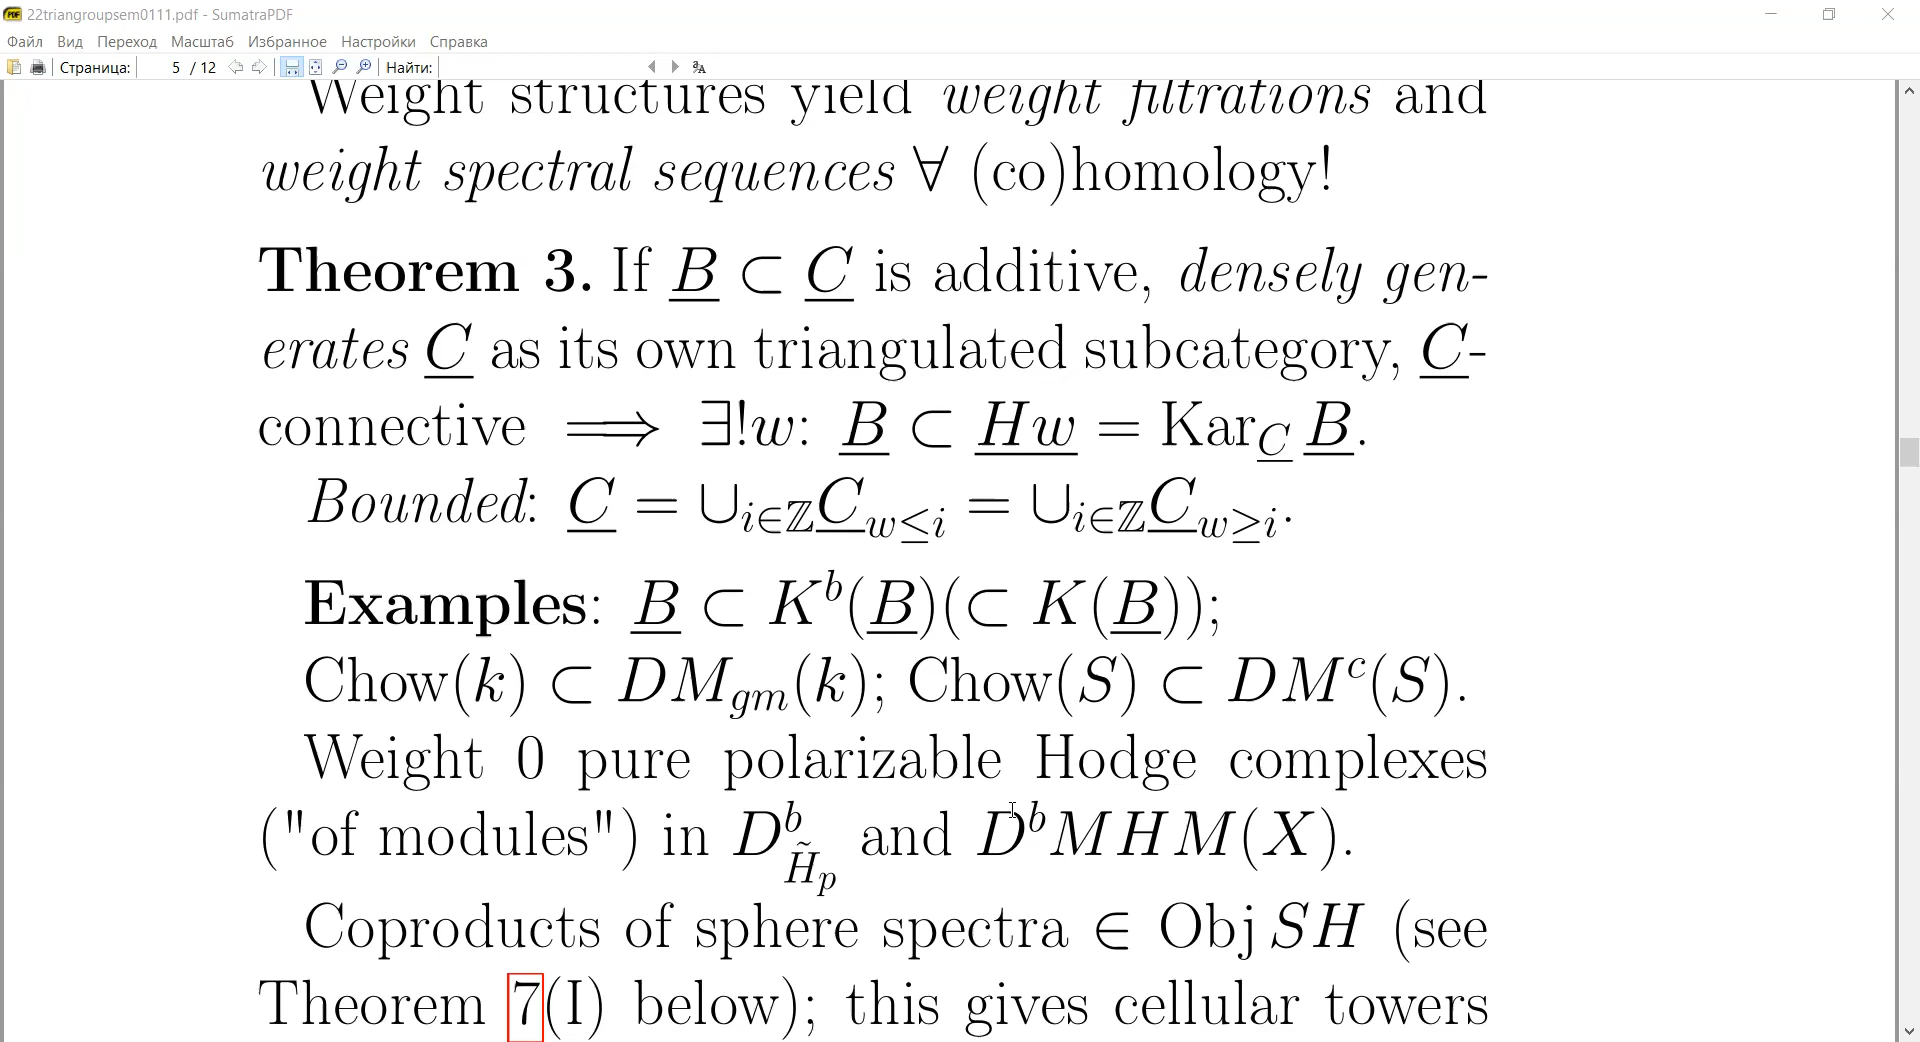 22triangroupsem0111.pdf - SumatraPDF
Файл Вид Переход Масштаб Избранное Настройки Справка
Страница: 5 / 12 Найти:
Weight structures yield weight filtrations and
weight spectral sequences ∀ (co)homology!
Theorem 3. If B ⊂ C is additive, densely gen-
erates C as its own triangulated subcategory, C-
connective ⟹ ∃!w: B ⊂ Hw = Kar_C B.
Bounded: C = ∪_{i∈ℤ}C_{w≤i} = ∪_{i∈ℤ}C_{w≥i}.
Examples: B ⊂ K^b(B)(⊂ K(B));
Chow(k) ⊂ DM_{gm}(k); Chow(S) ⊂ DM^c(S).
Weight 0 pure polarizable Hodge complexes
("of modules") in D^b_{H̃_p} and D^bMHM(X).
Coproducts of sphere spectra ∈ Obj SH (see
Theorem 7(I) below); this gives cellular towers